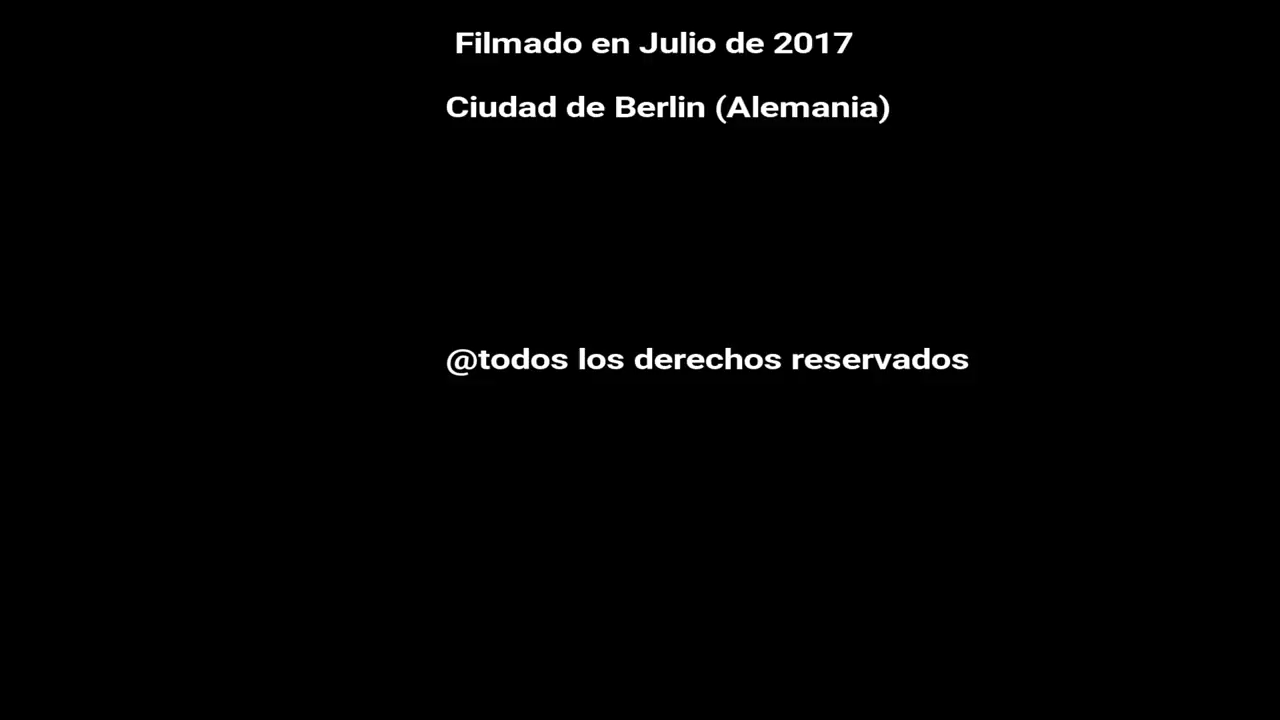 Filmado en Julio de 2017
Ciudad de Berlin (Alemania)
@todos los derechos reservados